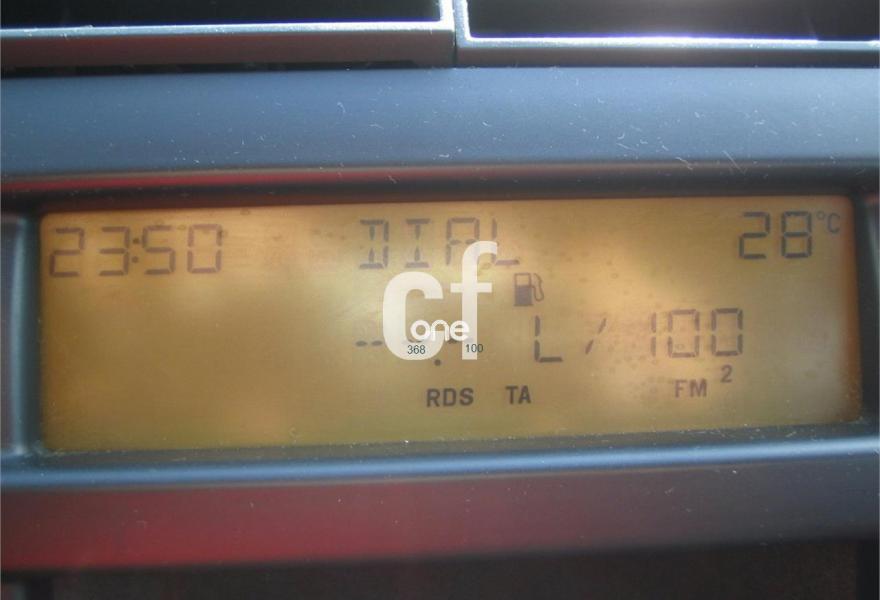 23:50 DIAL 28°C
cf
one
368 100
--.- L/100
RDS TA FM 2